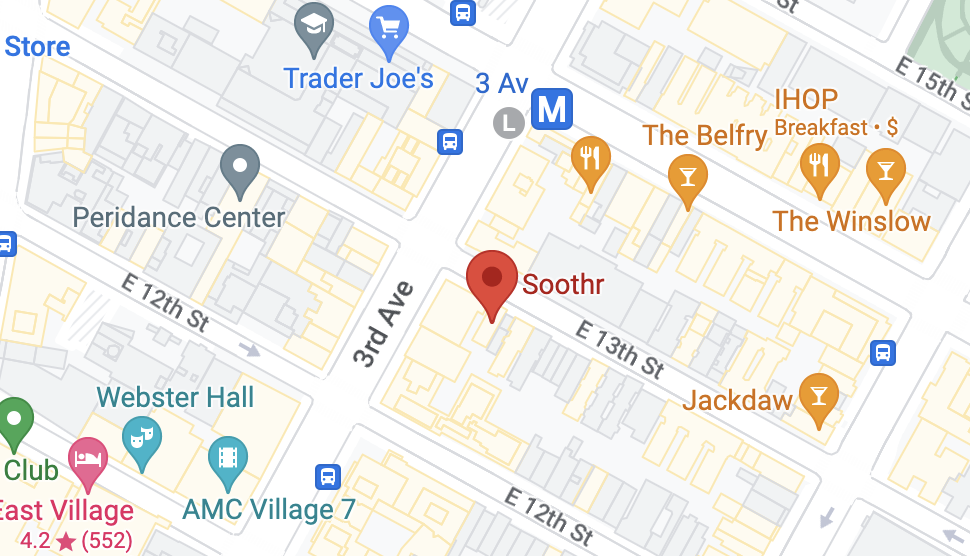 St
Store
Trader Joe's
3 Av
M
L
E 15th S
IHOP
Breakfast • $
The Belfry
The Winslow
Peridance Center
Soothr
E 12th St
3rd Ave
E 13th St
Webster Hall
Jackdaw
Club
East Village
4.2 ★ (552)
AMC Village 7
E 12th St